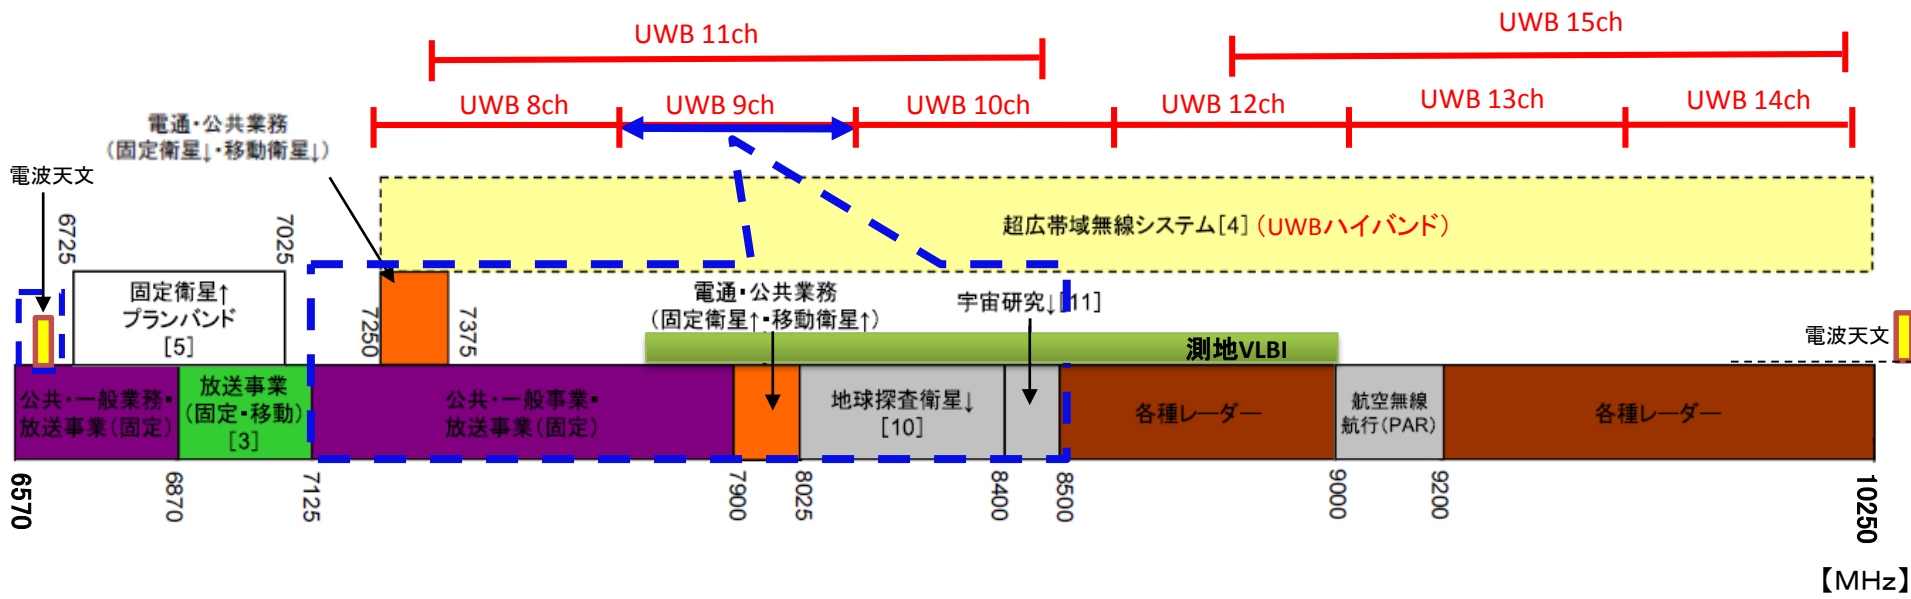 UWB 11ch
UWB 15ch
UWB 8ch
UWB 9ch
UWB 10ch
UWB 12ch
UWB 13ch
UWB 14ch
電通・公共業務
(固定衛星↓・移動衛星↓)
電波天文
6725
7025
超広帯域無線システム[4] (UWBハイバンド)
固定衛星↑
プランバンド
[5]
7250
7375
電通・公共業務
(固定衛星↑・移動衛星↑)
宇宙研究↓[11]
測地VLBI
電波天文
公共・一般業務・
放送事業(固定)
放送事業
(固定・移動)
[3]
公共・一般事業・
放送事業(固定)
地球探査衛星↓
[10]
各種レーダー
航空無線
航行(PAR)
各種レーダー
6570
6870
7125
7900
8025
8400
8500
9000
9200
10250
【MHz】